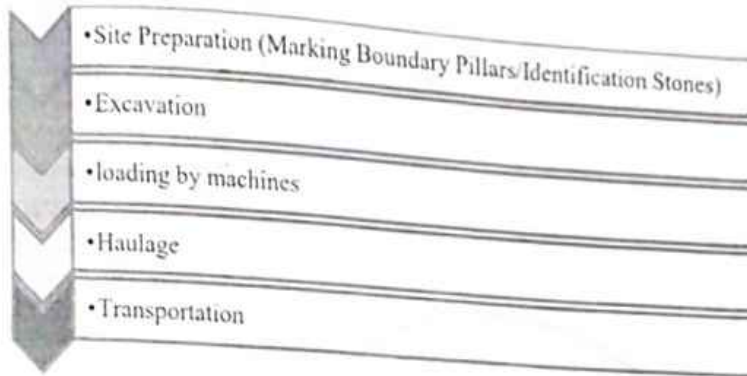 •Site Preparation (Marking Boundary Pillars/Identification Stones)
•Excavation
•loading by machines
•Haulage
•Transportation